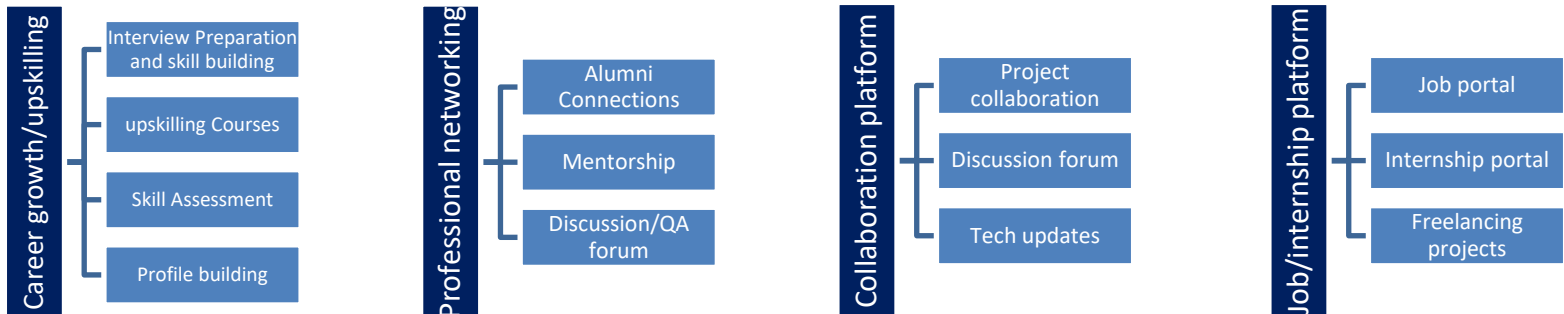 Career growth/upskilling
Interview Preparation
and skill building
upskilling Courses
Skill Assessment
Profile building
Professional networking
Alumni
Connections
Mentorship
Discussion/QA
forum
Collaboration platform
Project
collaboration
Discussion forum
Tech updates
Job/internship platform
Job portal
Internship portal
Freelancing
projects